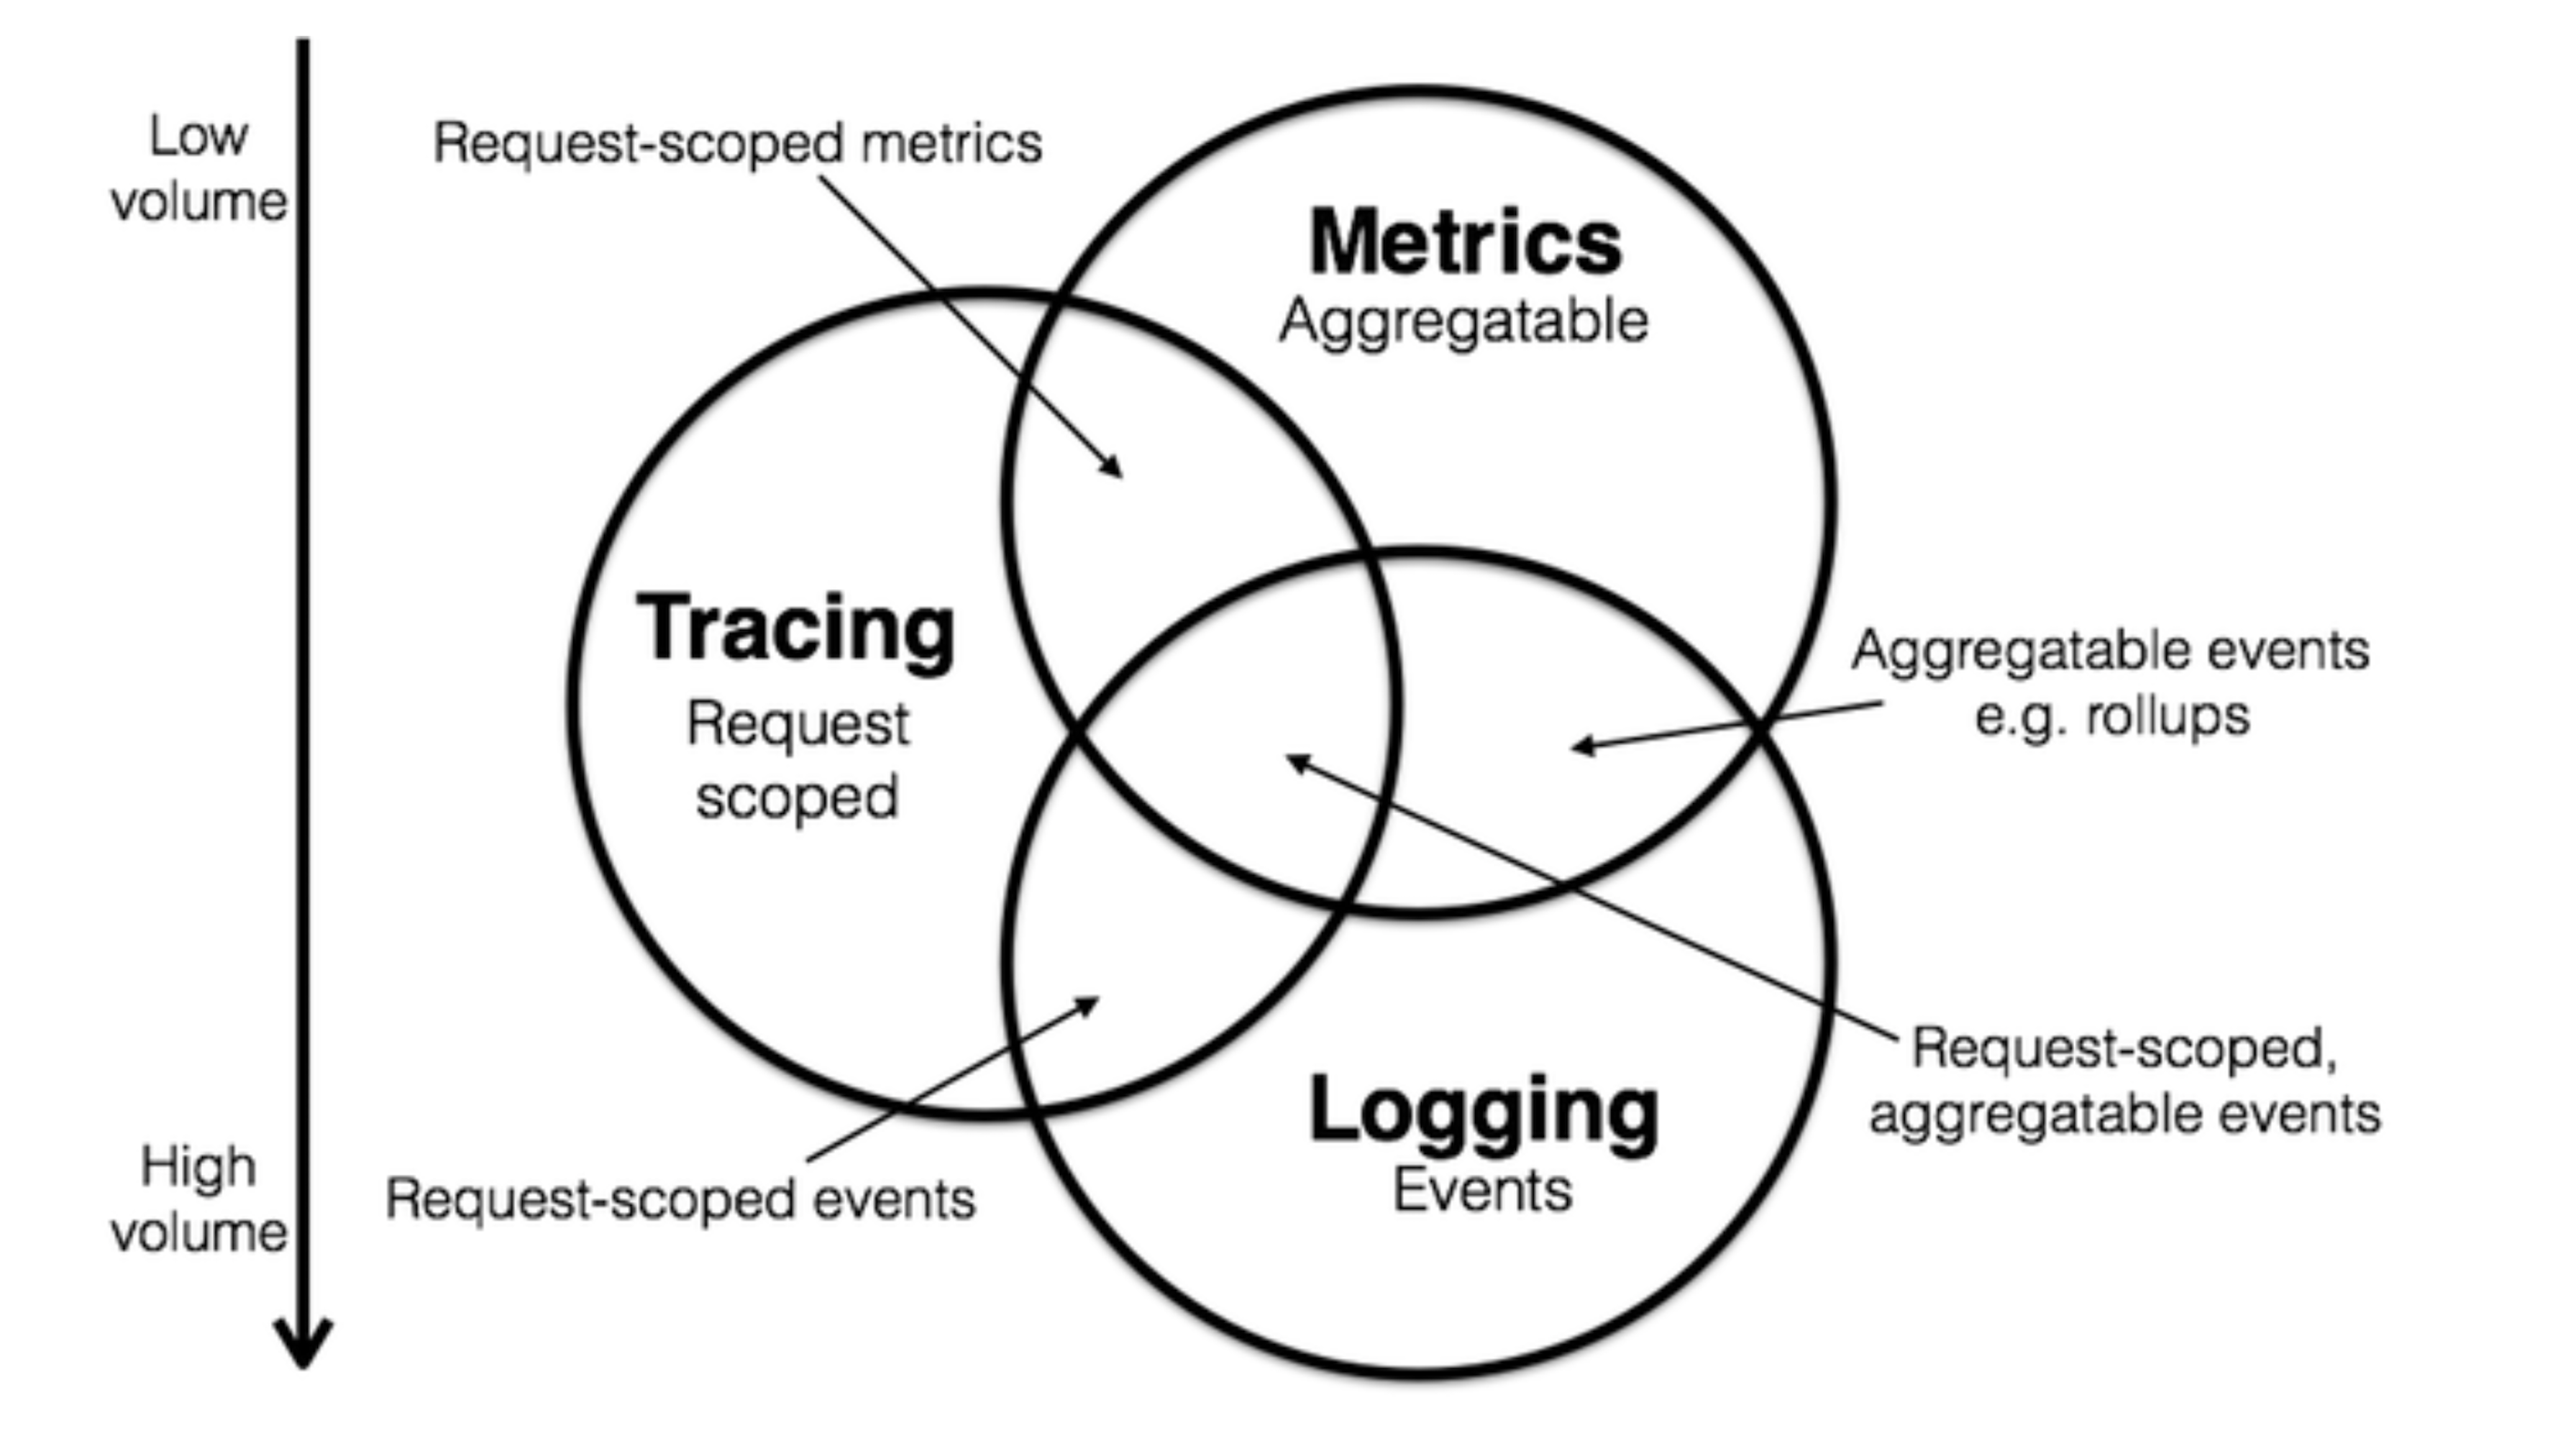 Low
volume
Request-scoped metrics
Metrics
Aggregatable
Tracing
Request
scoped
Aggregatable events
e.g. rollups
Request-scoped,
aggregatable events
Logging
Events
High
volume
Request-scoped events